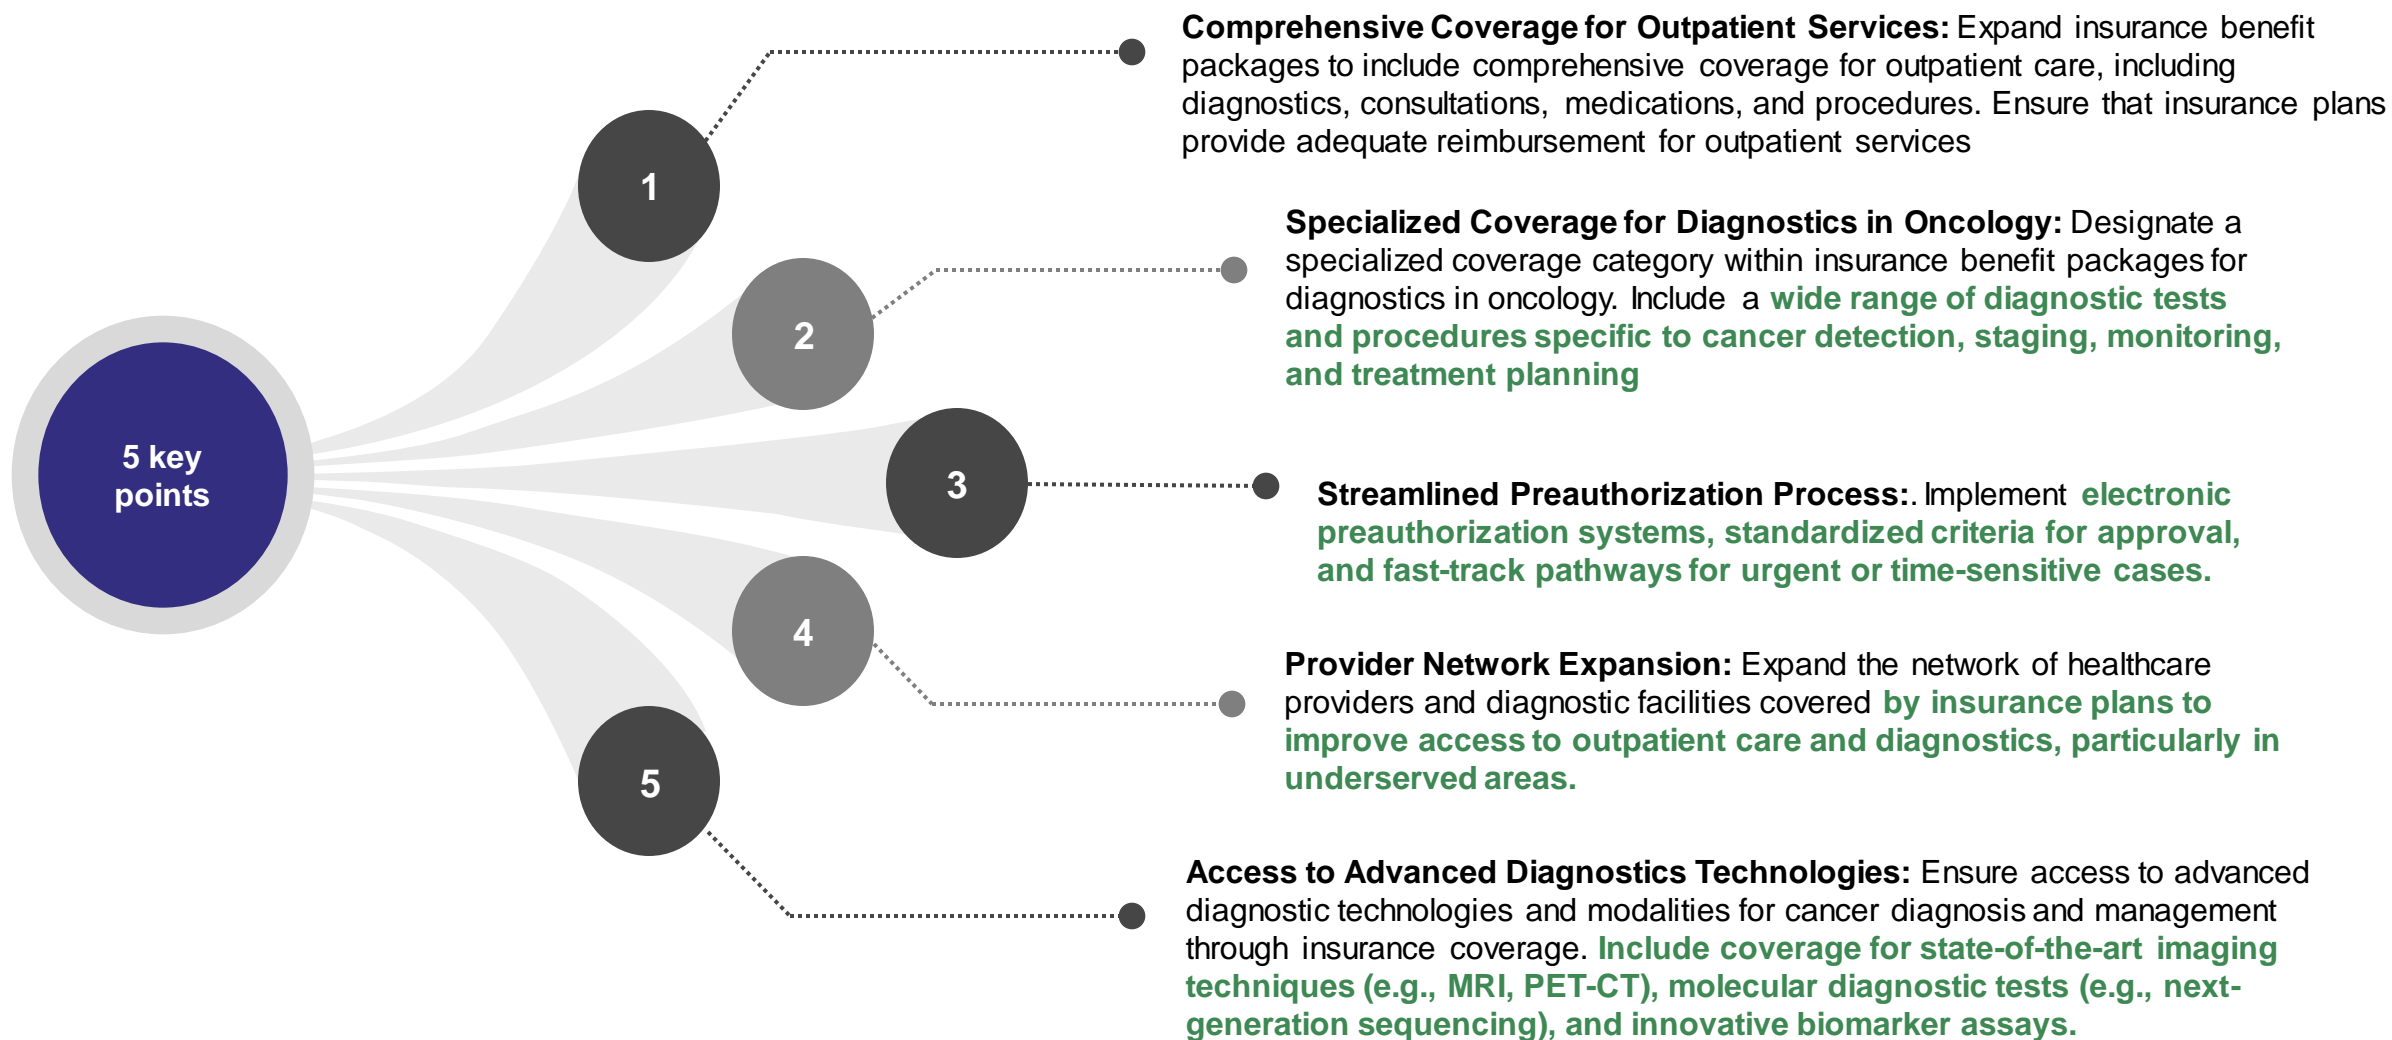 5 key
points
1
Comprehensive Coverage for Outpatient Services: Expand insurance benefit
packages to include comprehensive coverage for outpatient care, including
diagnostics, consultations, medications, and procedures. Ensure that insurance plans
provide adequate reimbursement for outpatient services
2
Specialized Coverage for Diagnostics in Oncology: Designate a
specialized coverage category within insurance benefit packages for
diagnostics in oncology. Include a wide range of diagnostic tests
and procedures specific to cancer detection, staging, monitoring,
and treatment planning
3
Streamlined Preauthorization Process:. Implement electronic
preauthorization systems, standardized criteria for approval,
and fast-track pathways for urgent or time-sensitive cases.
4
Provider Network Expansion: Expand the network of healthcare
providers and diagnostic facilities covered by insurance plans to
improve access to outpatient care and diagnostics, particularly in
underserved areas.
5
Access to Advanced Diagnostics Technologies: Ensure access to advanced
diagnostic technologies and modalities for cancer diagnosis and management
through insurance coverage. Include coverage for state-of-the-art imaging
techniques (e.g., MRI, PET-CT), molecular diagnostic tests (e.g., next-
generation sequencing), and innovative biomarker assays.